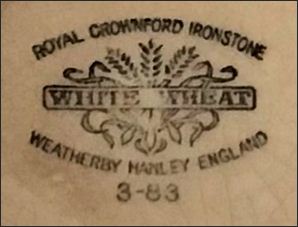 ROYAL CROWNFORD IRONSTONE
WHITE WHEAT
WEATHERBY HANLEY ENGLAND
3-83